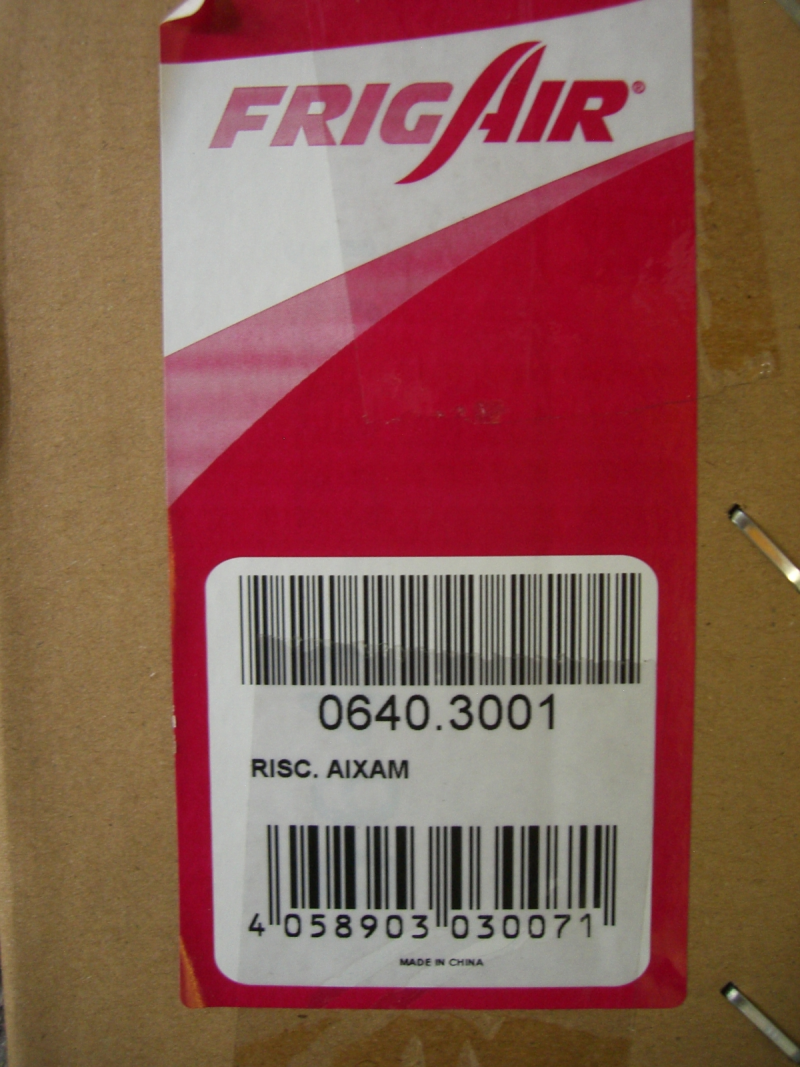 FRIGAIR®
0640.3001
RISC. AIXAM
4 058903 030071
MADE IN CHINA